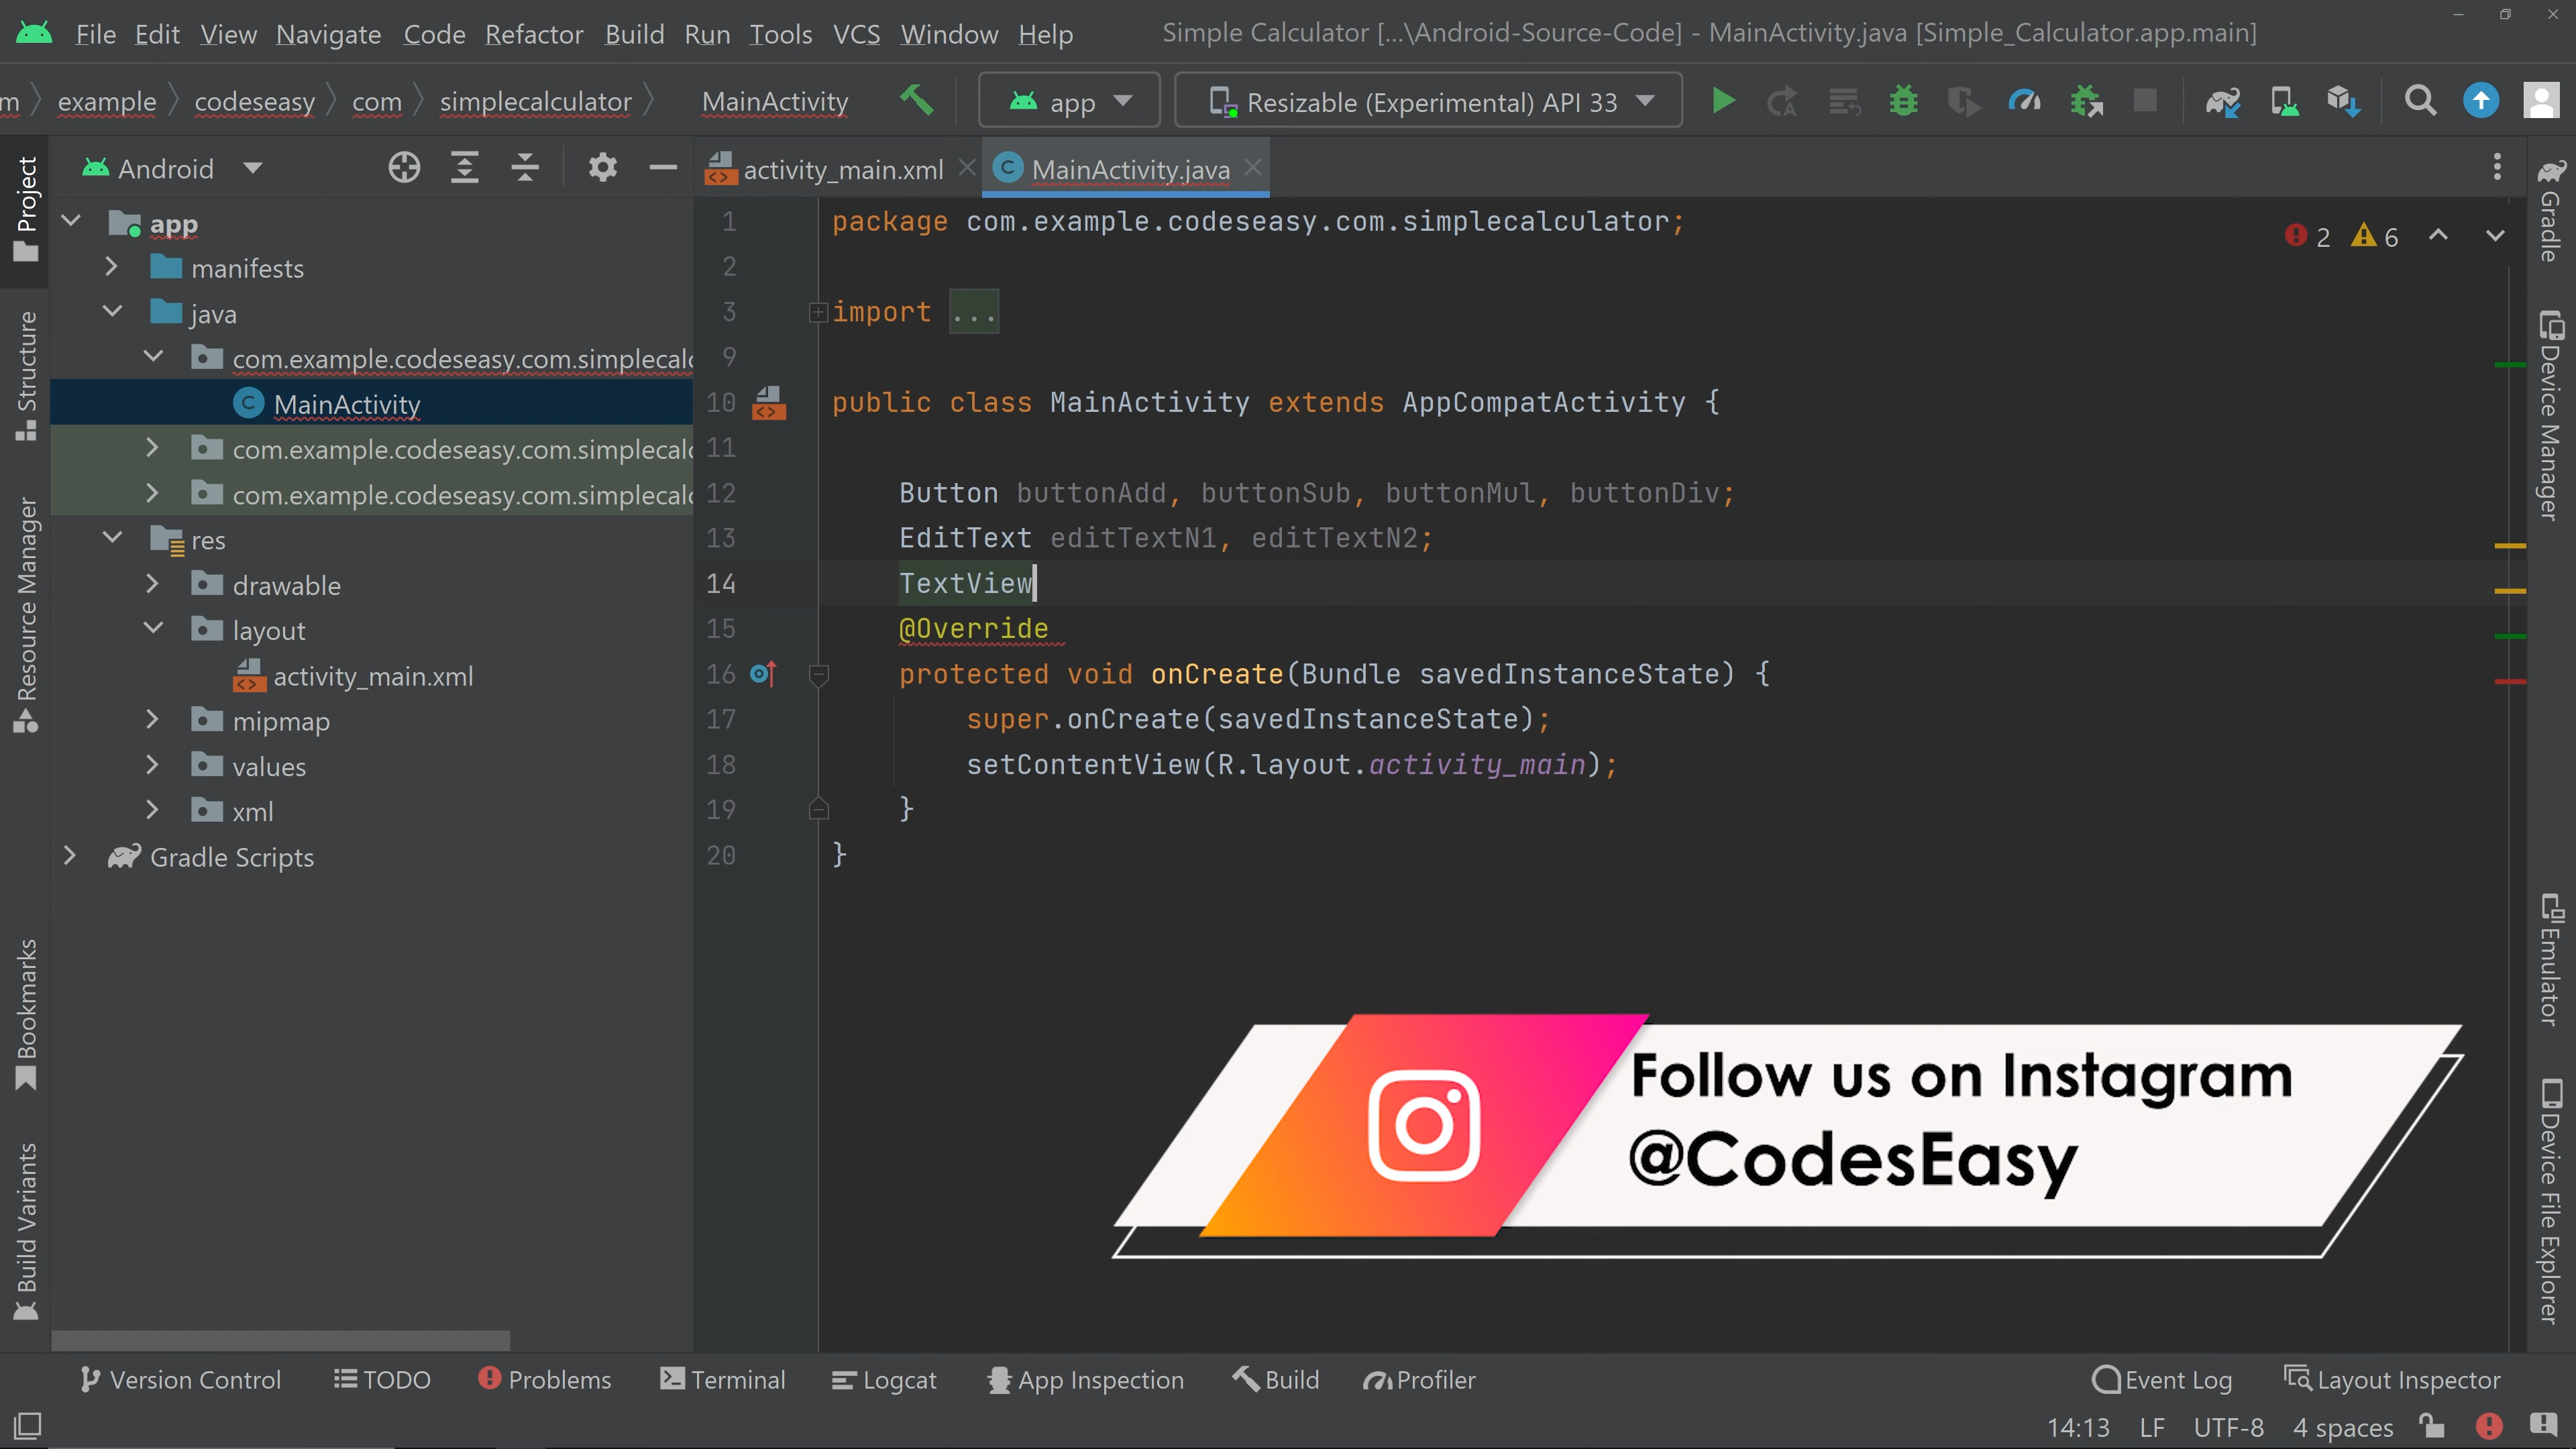 File Edit View Navigate Code Refactor Build Run Tools VCS Window Help
Simple Calculator [...\Android-Source-Code] - MainActivity.java [Simple_Calculator.app.main]
m example codeseasy com simplecalculator MainActivity
app
Resizable (Experimental) API 33
Project
Structure
Resource Manager
Bookmarks
Build Variants
Android
app
manifests
java
com.example.codeseasy.com.simplecalc
MainActivity
com.example.codeseasy.com.simplecalc
com.example.codeseasy.com.simplecalc
res
drawable
layout
activity_main.xml
mipmap
values
xml
Gradle Scripts
activity_main.xml
MainActivity.java
2 6
1 package com.example.codeseasy.com.simplecalculator;
2
3 import ...
9
10 public class MainActivity extends AppCompatActivity {
11
12 Button buttonAdd, buttonSub, buttonMul, buttonDiv;
13 EditText editTextN1, editTextN2;
14 TextView
15 @Override
16 protected void onCreate(Bundle savedInstanceState) {
17 super.onCreate(savedInstanceState);
18 setContentView(R.layout.activity_main);
19 }
20 }
Follow us on Instagram
@CodesEasy
Gradle
Device Manager
Emulator
Device File Explorer
Version Control TODO Problems Terminal Logcat App Inspection Build Profiler
Event Log Layout Inspector
14:13 LF UTF-8 4 spaces